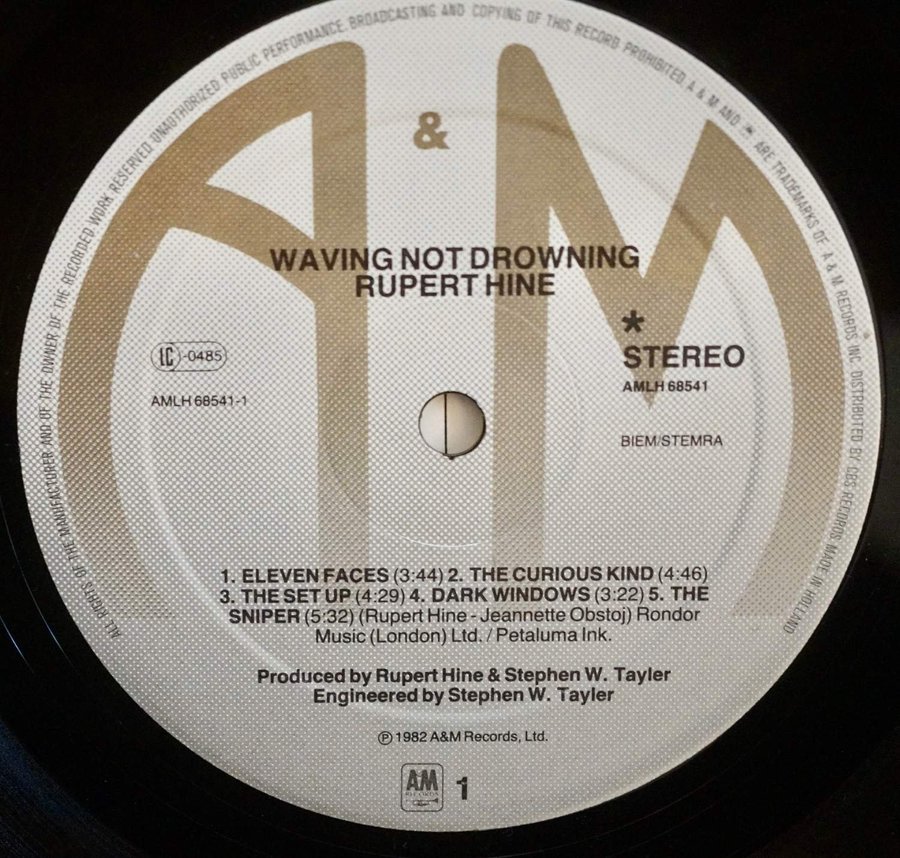 ALL RIGHTS OF THE MANUFACTURER AND OF THE OWNER OF THE RECORDED WORK RESERVED UNAUTHORIZED PUBLIC PERFORMANCE, BROADCASTING AND COPYING OF THIS RECORD PROHIBITED A & M AND ARE TRADEMARKS OF A & M RECORDS INC. DISTRIBUTED BY CBS RECORDS MADE IN HOLLAND
A & M
WAVING NOT DROWNING
RUPERT HINE
*
STEREO
AMLH 68541
LC-0485
AMLH 68541-1
BIEM/STEMRA
1. ELEVEN FACES (3:44) 2. THE CURIOUS KIND (4:46)
3. THE SET UP (4:29) 4. DARK WINDOWS (3:22) 5. THE
SNIPER (5:32) (Rupert Hine - Jeannette Obstoj) Rondor
Music (London) Ltd. / Petaluma Ink.
Produced by Rupert Hine & Stephen W. Tayler
Engineered by Stephen W. Tayler
℗ 1982 A&M Records, Ltd.
AM
RECORDS
1